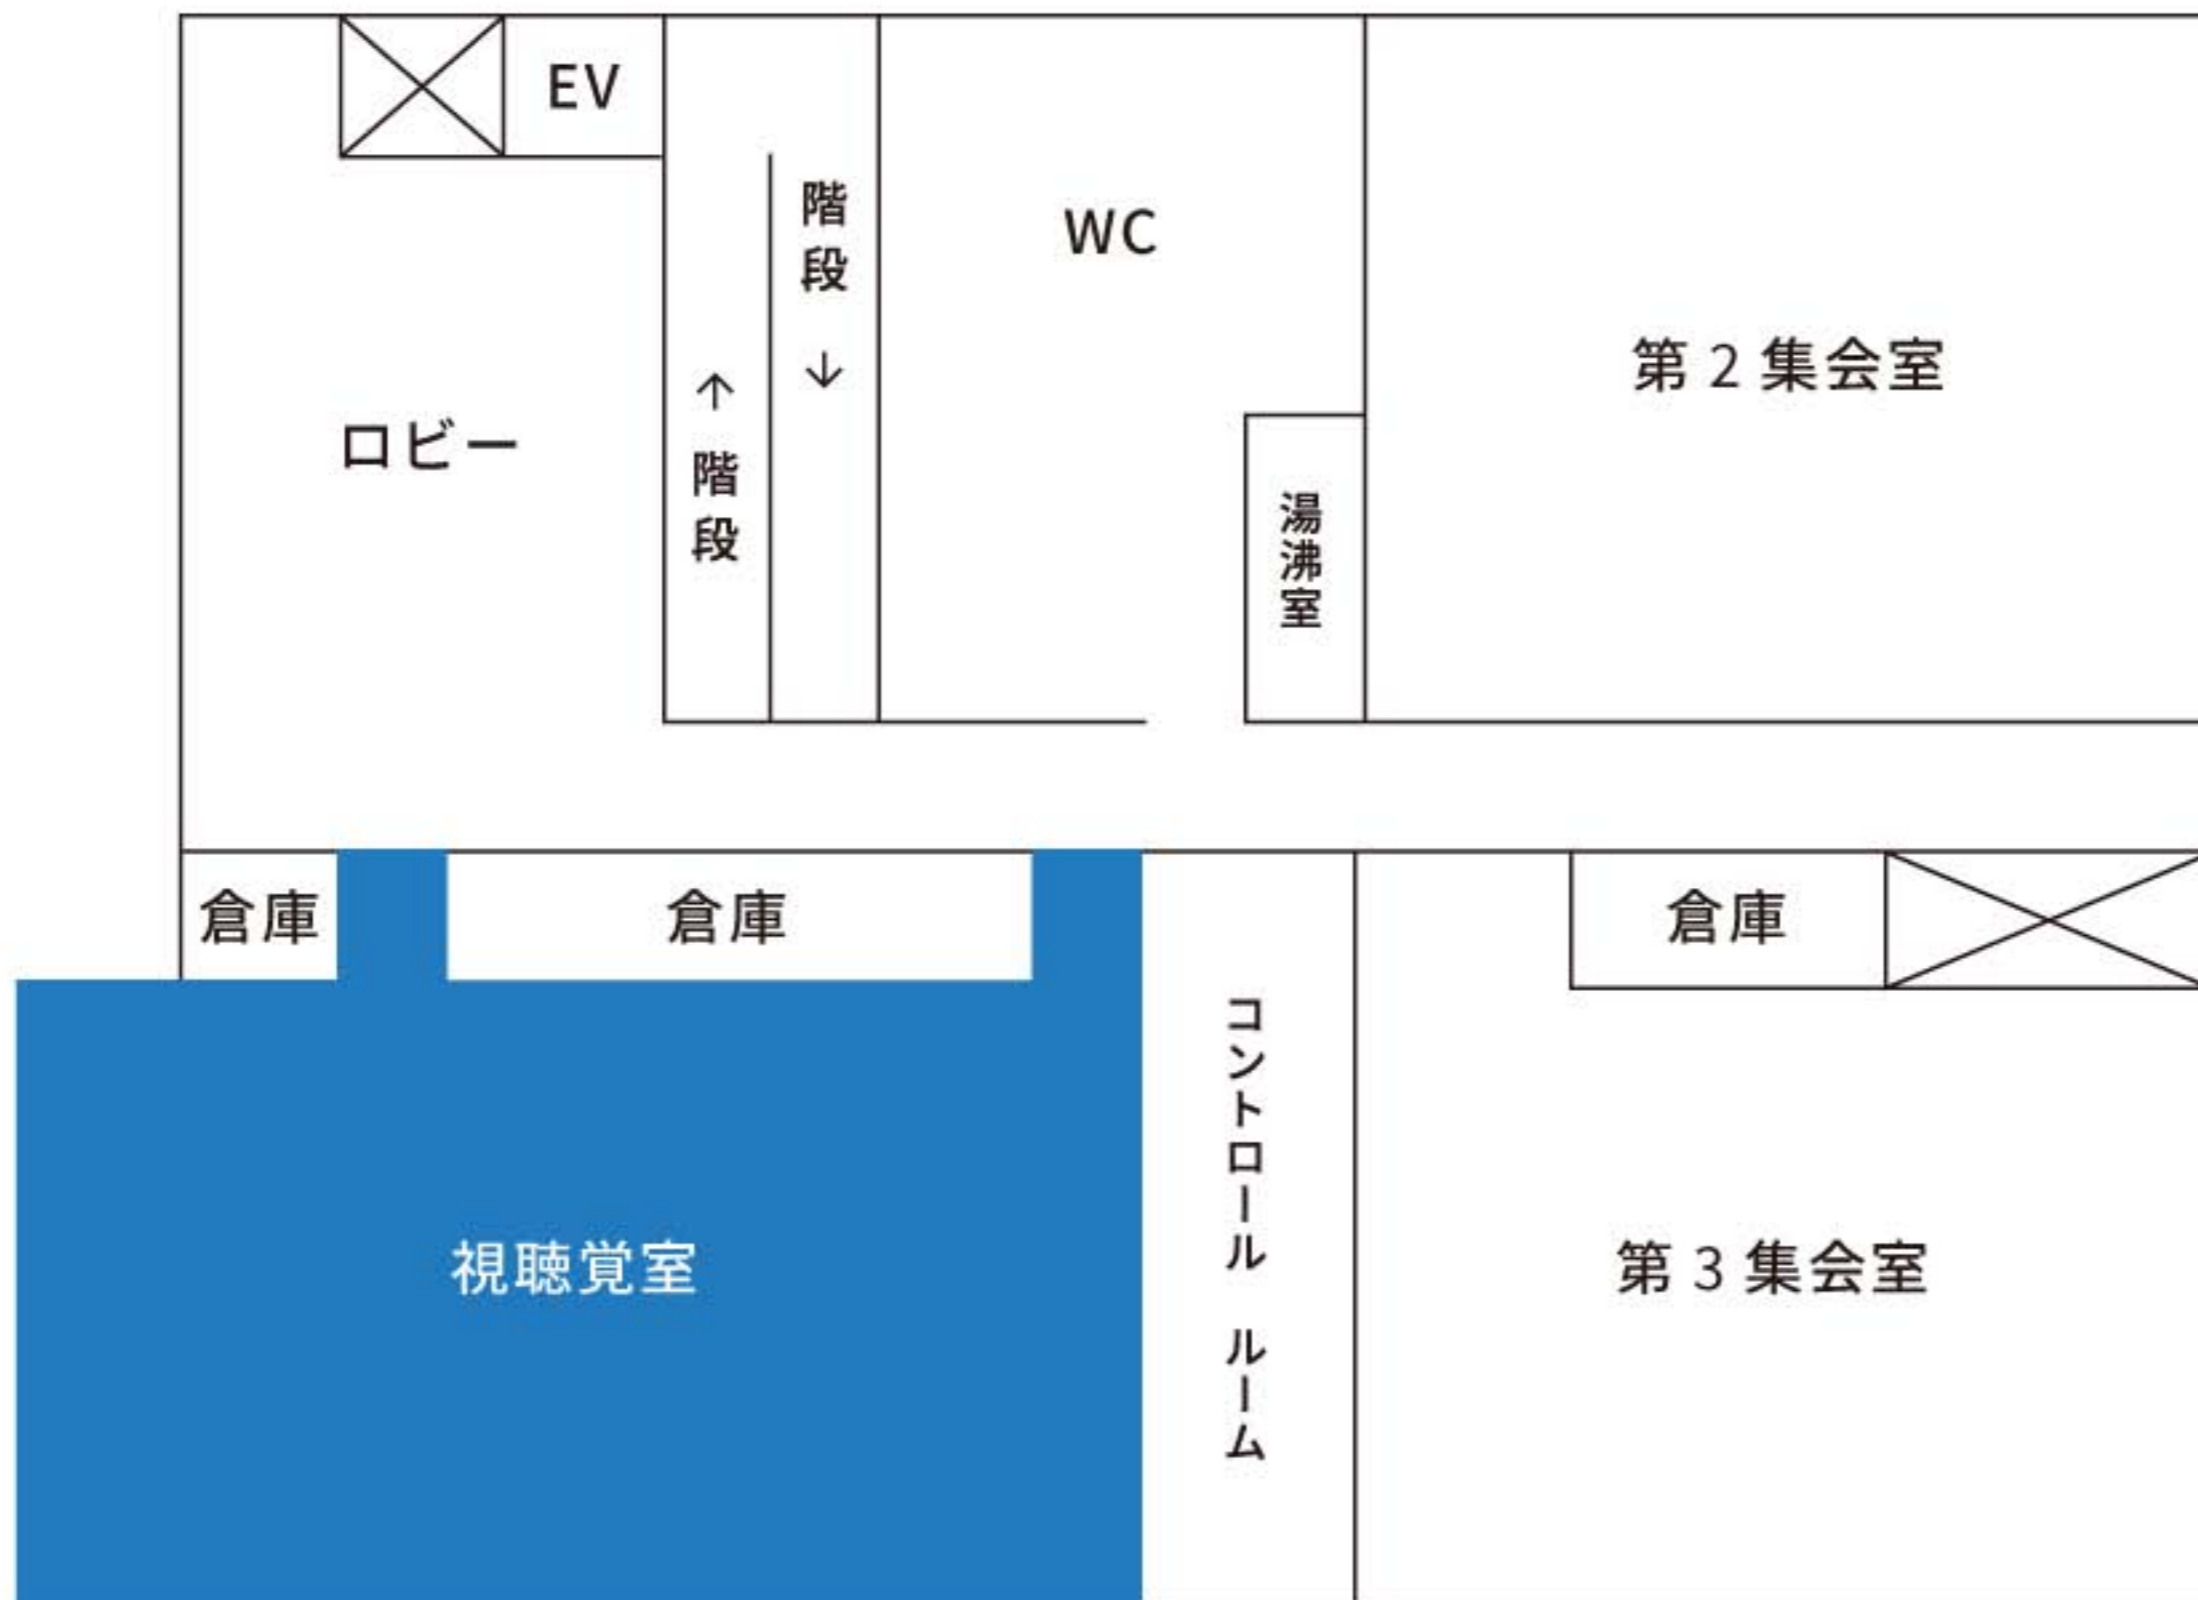 EV
階段 ↓
WC
第 2 集会室
↑ 階段
ロビー
湯沸室
倉庫
倉庫
倉庫
コントロール ルーム
視聴覚室
第 3 集会室